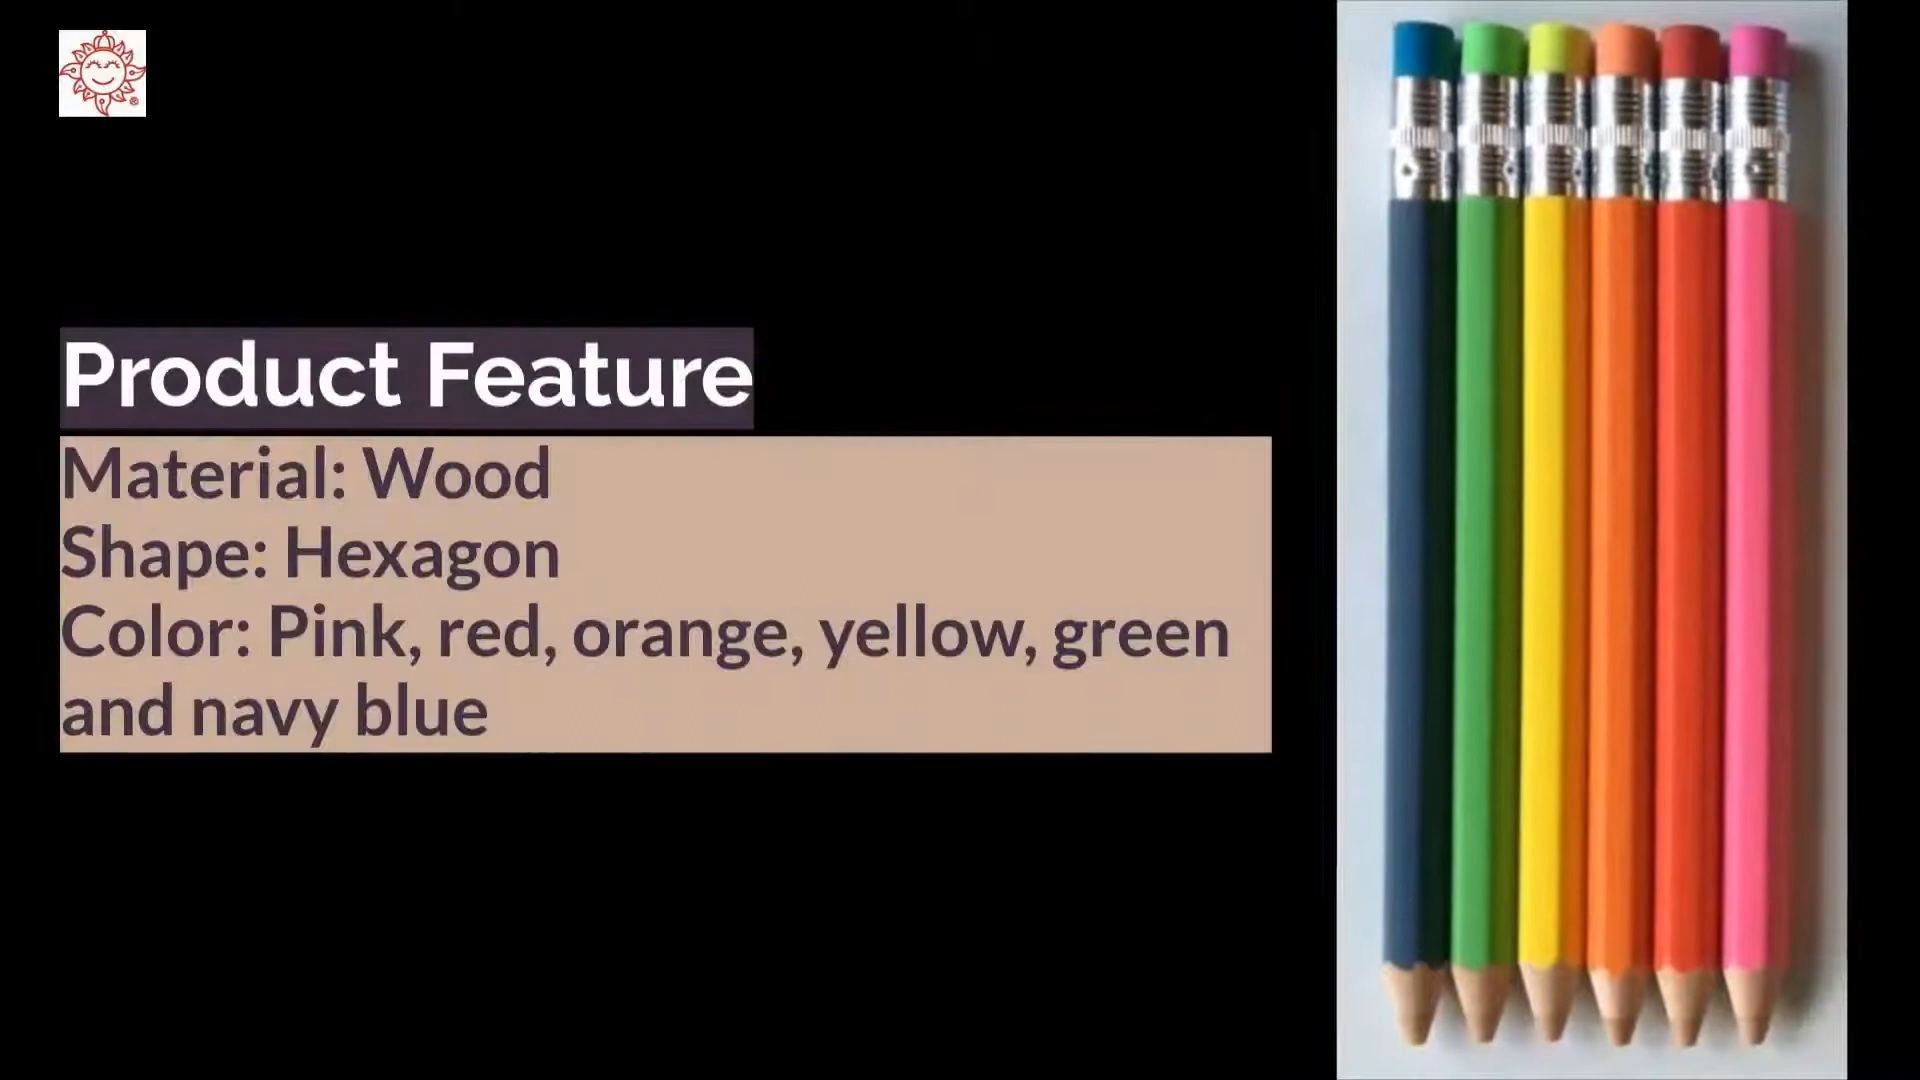 Product Feature
Material: Wood
Shape: Hexagon
Color: Pink, red, orange, yellow, green
and navy blue